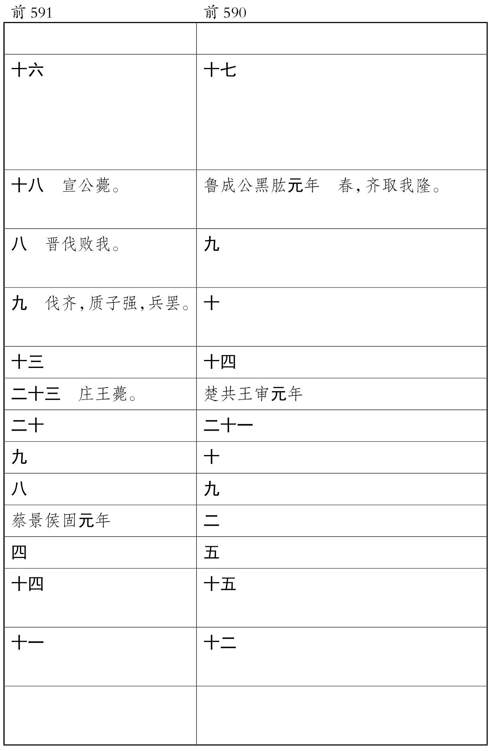 前 591 前 590
十六 十七
十八 宣公薨。 鲁成公黑肱元年 春，齐取我隆。
八 晋伐败我。 九
九 伐齐，质子强，兵罢。 十
十三 十四
二十三 庄王薨。 楚共王审元年
二十 二十一
九 十
八 九
蔡景侯固元年 二
四 五
十四 十五
十一 十二